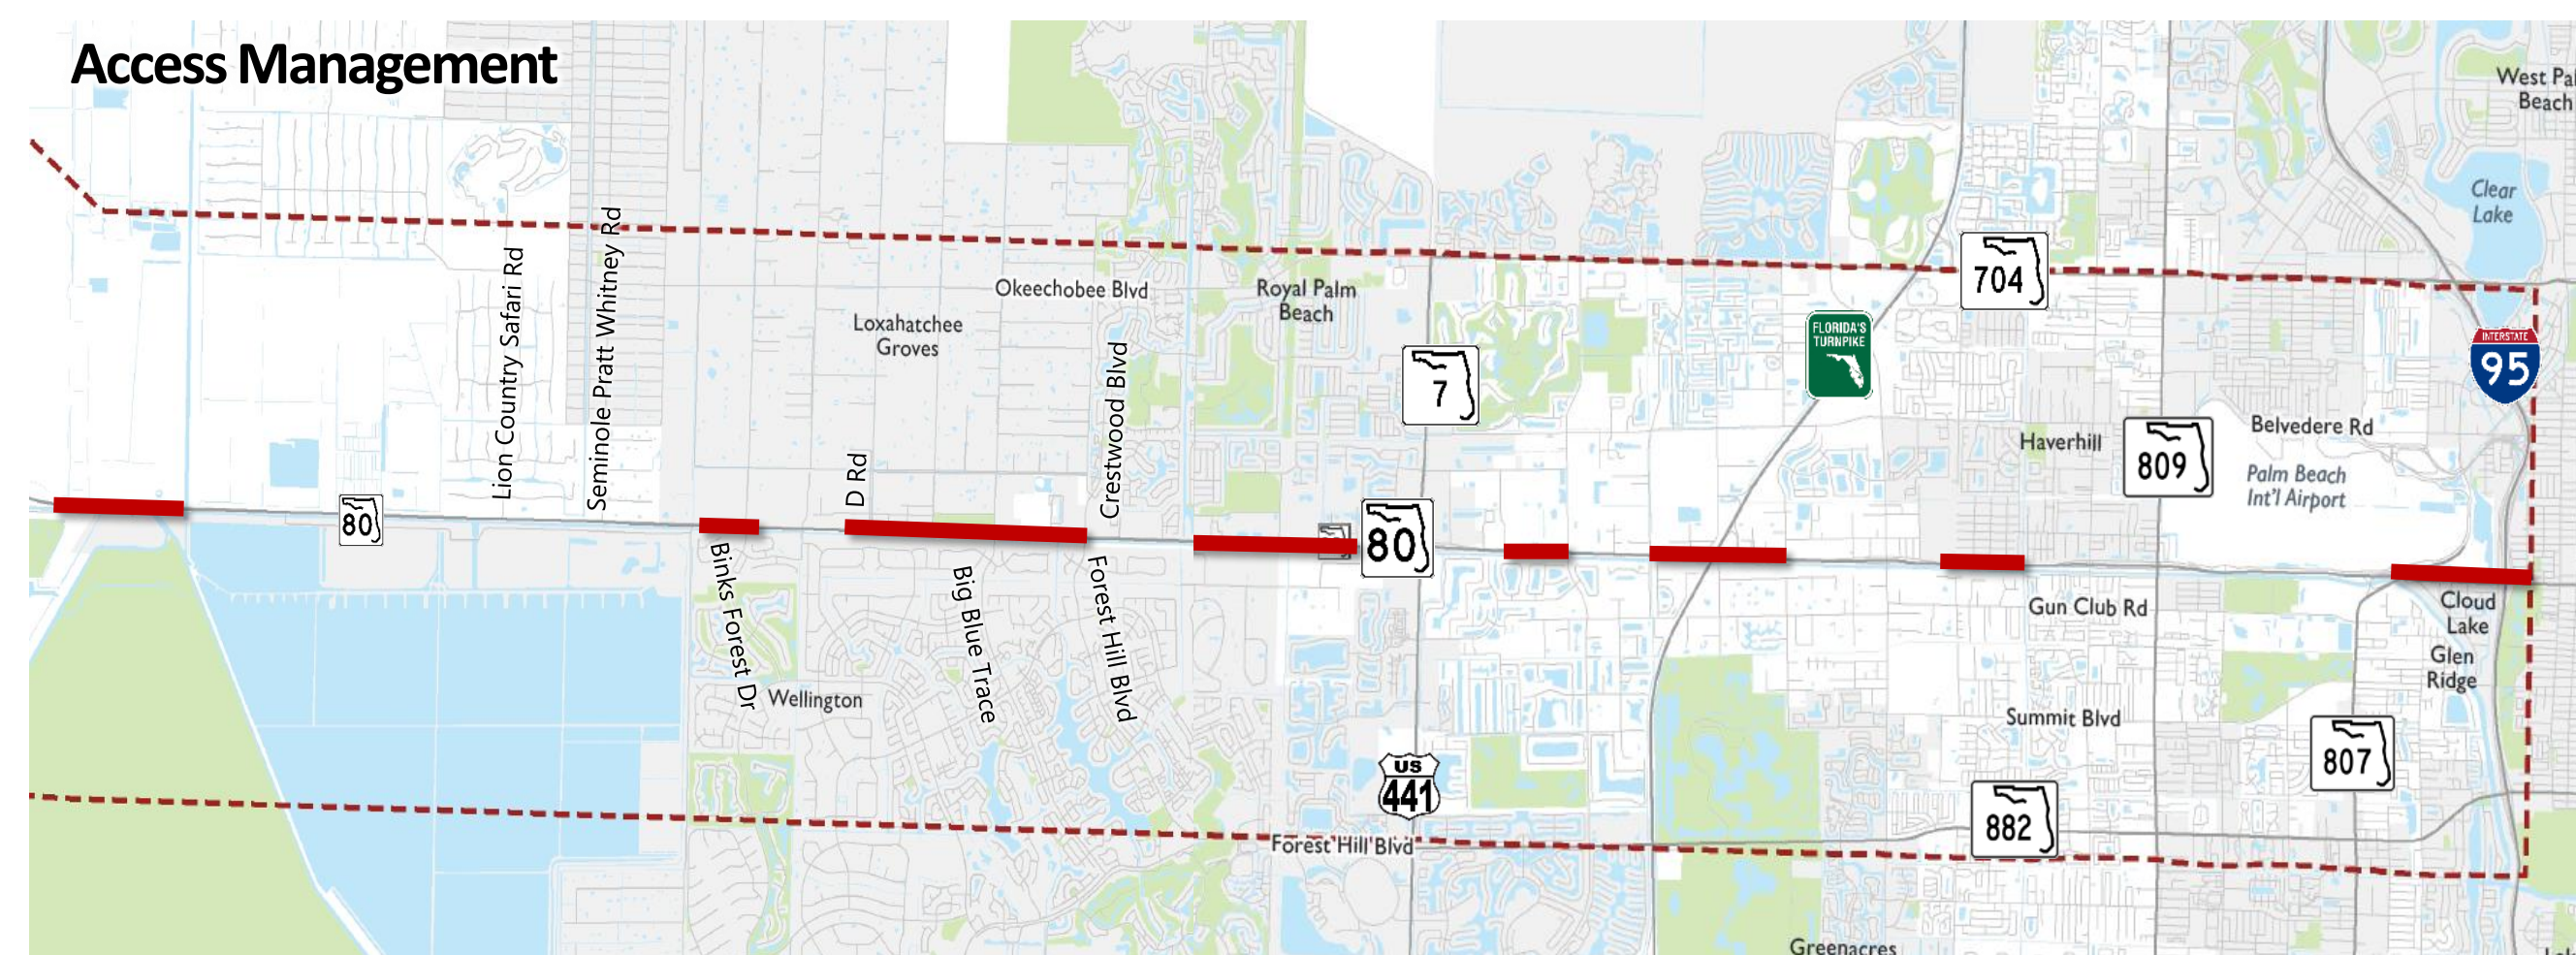 Access Management
West Pa
Beach
Clear
Lake
Lion Country Safari Rd
Seminole Pratt Whitney Rd
Okeechobee Blvd
Royal Palm
Beach
704
Loxahatchee
Groves
FLORIDA'S
TURNPIKE
INTERSTATE
95
Crestwood Blvd
7
Belvedere Rd
Haverhill
809
Palm Beach
Int'l Airport
D Rd
80
80
Binks Forest Dr
Big Blue Trace
Forest Hill Blvd
Gun Club Rd
Cloud
Lake
Glen
Ridge
Wellington
Summit Blvd
807
US
441
882
Forest Hill Blvd
Greenacres